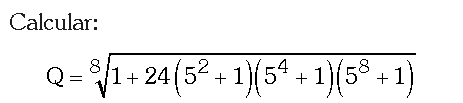 Calcular:
Q = ⁸√(1 + 24(5² + 1)(5⁴ + 1)(5⁸ + 1))